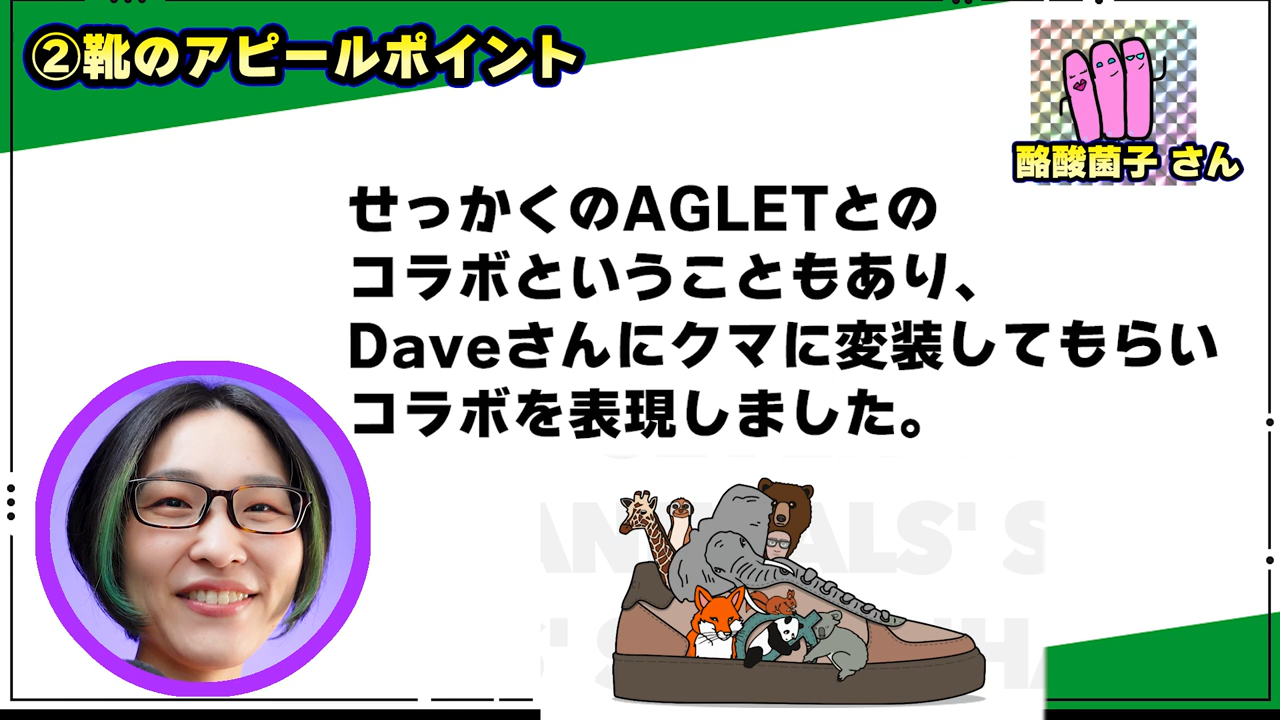 ②靴のアピールポイント
酪酸菌子 さん
せっかくのAGLETとの
コラボということもあり、
Daveさんにクマに変装してもらい
コラボを表現しました。